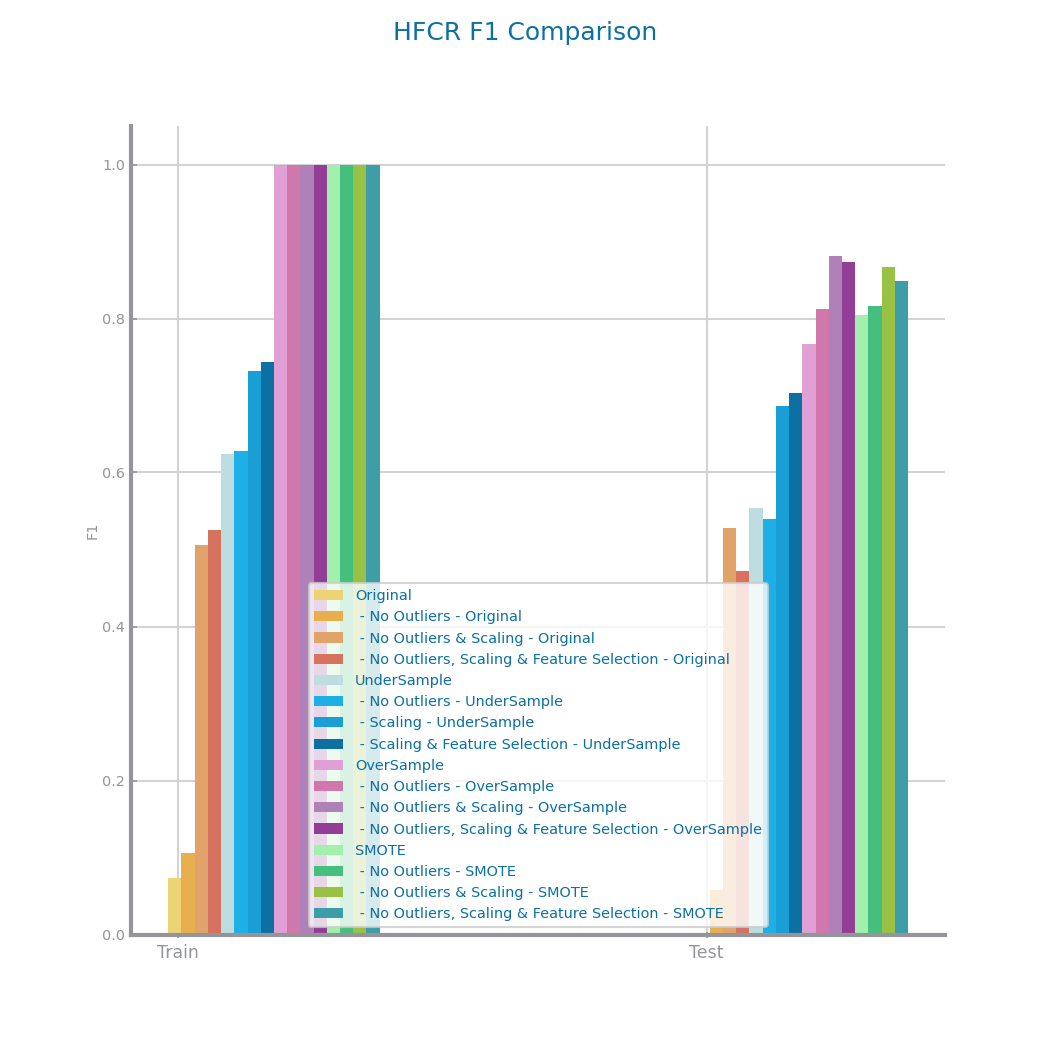 HFCR F1 Comparison
1.0
0.8
0.6
F1
0.4
0.2
0.0
Original
- No Outliers - Original
- No Outliers & Scaling - Original
- No Outliers, Scaling & Feature Selection - Original
UnderSample
- No Outliers - UnderSample
- Scaling - UnderSample
- Scaling & Feature Selection - UnderSample
OverSample
- No Outliers - OverSample
- No Outliers & Scaling - OverSample
- No Outliers, Scaling & Feature Selection - OverSample
SMOTE
- No Outliers - SMOTE
- No Outliers & Scaling - SMOTE
- No Outliers, Scaling & Feature Selection - SMOTE
Train
Test